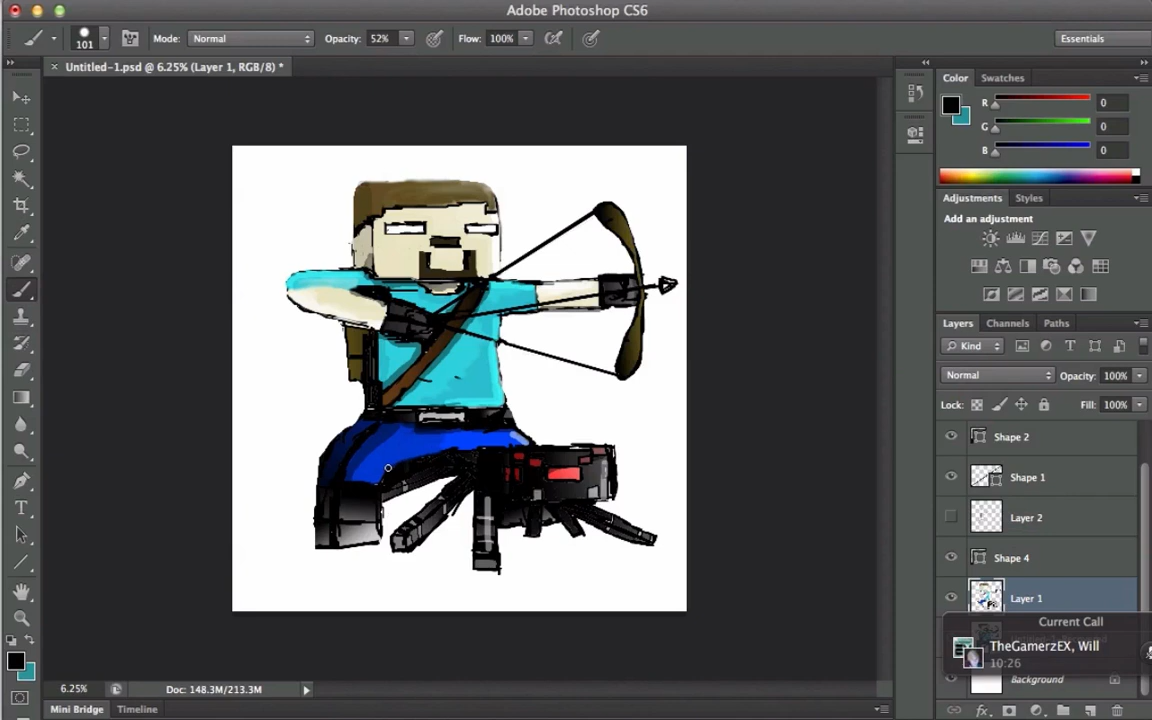 Adobe Photoshop CS6
101
Mode: Normal Opacity: 52% Flow: 100% Essentials
Untitled-1.psd @ 6.25% (Layer 1, RGB/8) *
Color Swatches
R 0
G 0
B 0
Adjustments Styles
Add an adjustment
Layers Channels Paths
Kind
Normal Opacity: 100%
Lock: Fill: 100%
Shape 2
Shape 1
Layer 2
Shape 4
Layer 1
Current Call
TheGamerzEX, Will
10:26
Background
6.25% Doc: 148.3M/213.3M
Mini Bridge Timeline